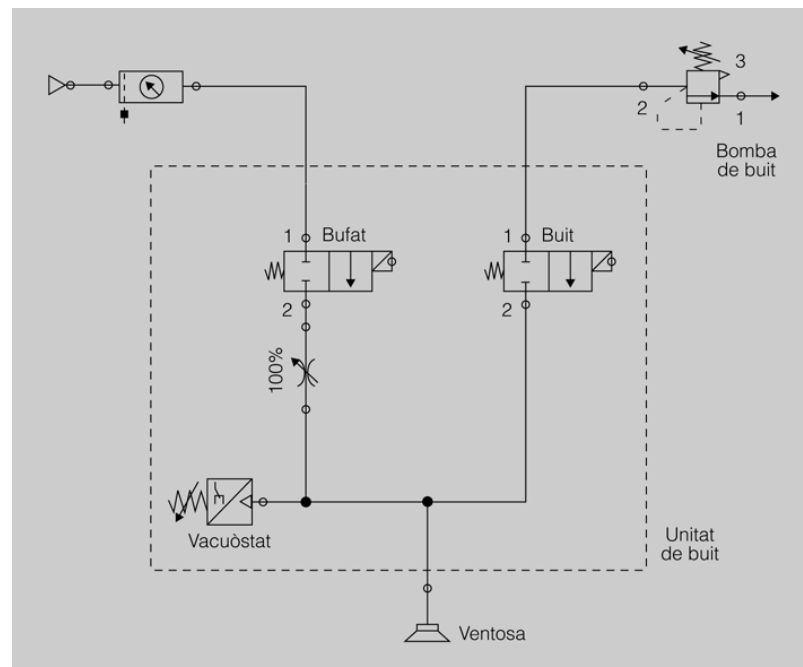 3
2
1
Bomba
de buit
1
Bufat
1
Buit
2
2
100%
Vacuòstat
Unitat
de buit
Ventosa